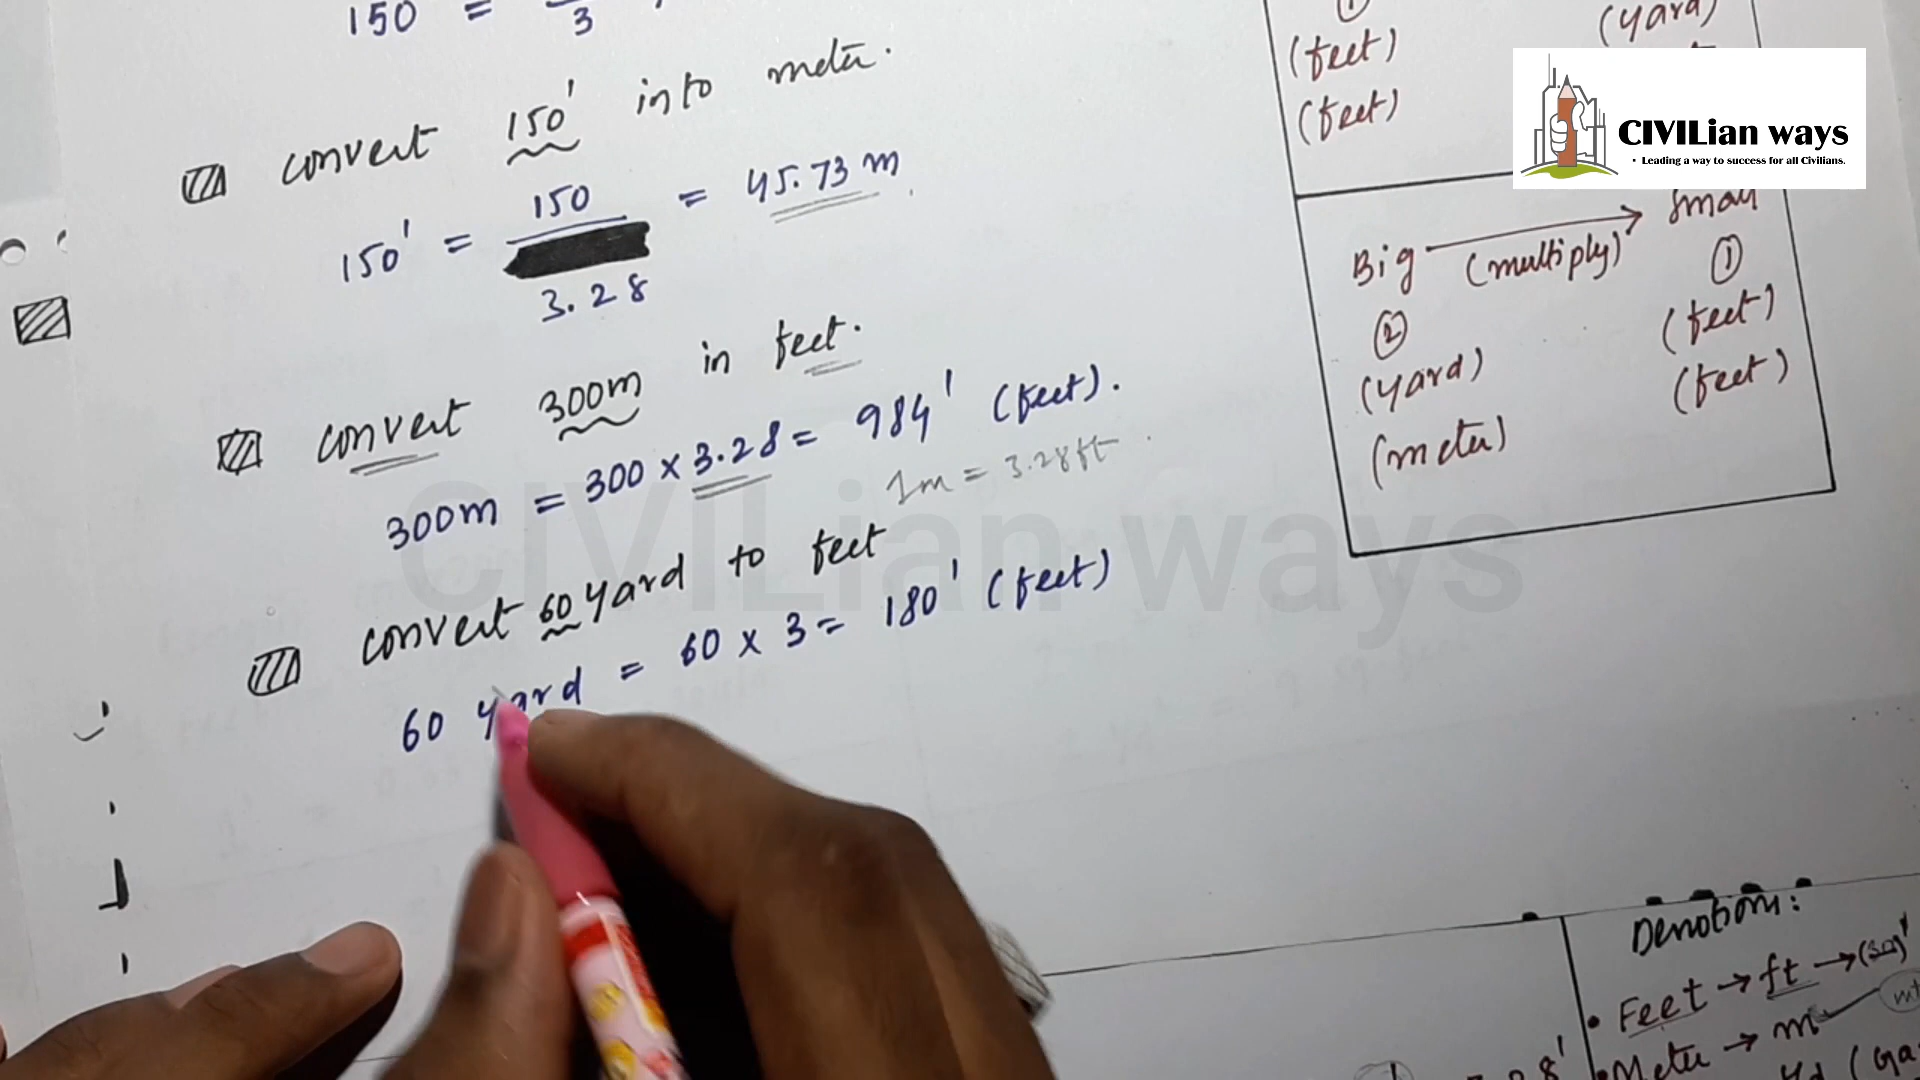 150 = 3
convert 150' into meter.
150' = 150 / 3.28 = 45.73 m
convert 300m in feet.
300m = 300 x 3.28 = 984' (feet).
1m = 3.28ft
convert 60 yard to feet
60 yard = 60 x 3 = 180' (feet)
① (yard)
(feet)
(feet)
CIVILian ways
• Leading a way to success for all Civilians.
Big → small
(multiply)
② ①
(yard) (feet)
(meter) (feet)
CIVILian ways
Denotions:
• Feet → ft →
• Meter → m